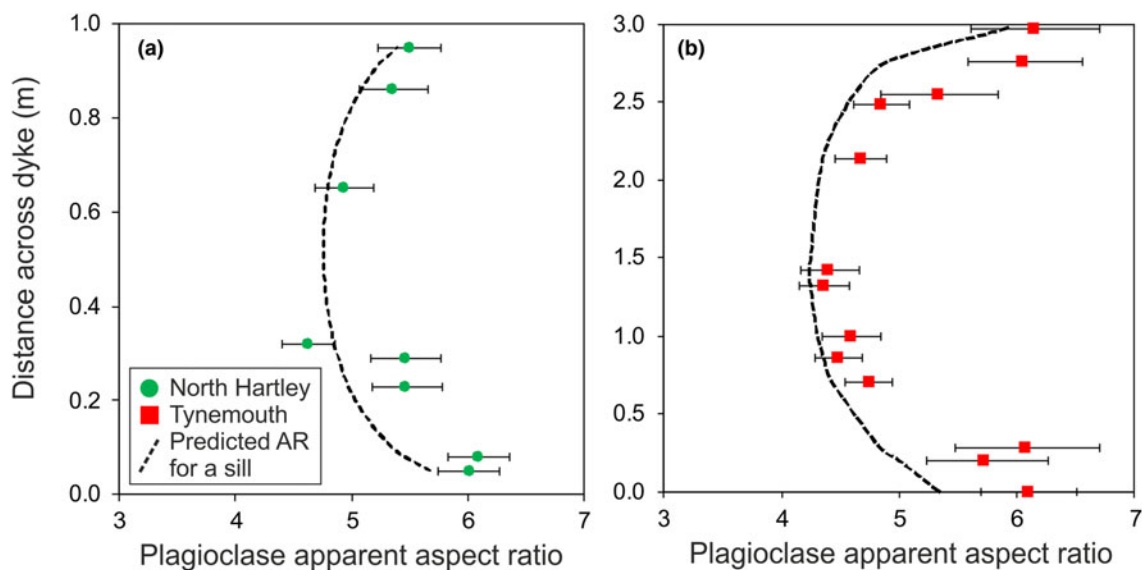 (a)
Distance across dyke (m)
1.0
0.8
0.6
0.4
0.2
0.0
North Hartley
Tynemouth
Predicted AR
for a sill
3
4
5
6
7
Plagioclase apparent aspect ratio
(b)
3.0
2.5
2.0
1.5
1.0
0.5
0.0
3
4
5
6
7
Plagioclase apparent aspect ratio